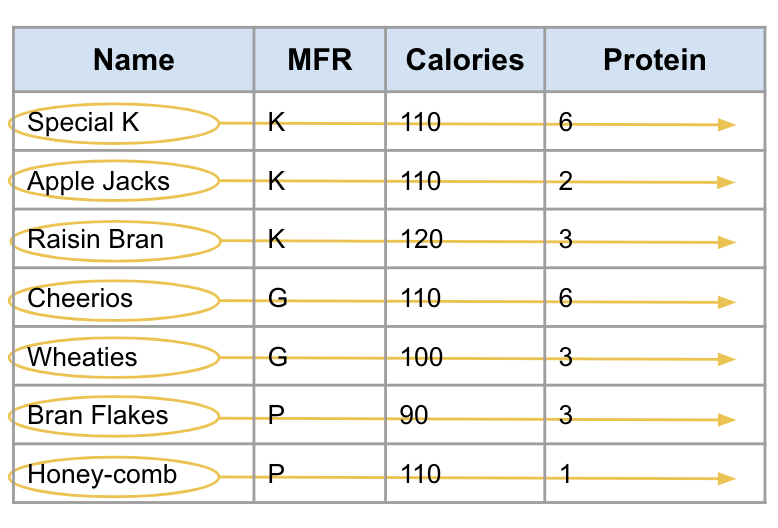 Name MFR Calories Protein
Special K K 110 6
Apple Jacks K 110 2
Raisin Bran K 120 3
Cheerios G 110 6
Wheaties G 100 3
Bran Flakes P 90 3
Honey-comb P 110 1